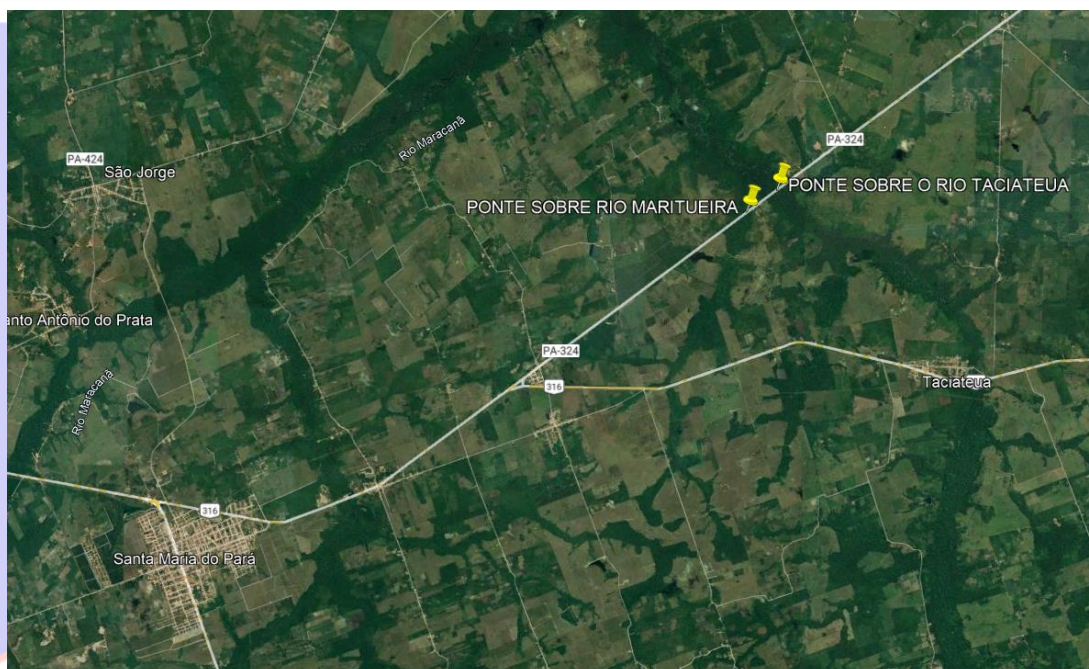 PA-324
PA-424
São Jorge
Rio Maracanã
PONTE SOBRE O RIO TACIATEUA
PONTE SOBRE RIO MARITUEIRA
anto Antônio do Prata
PA-324
Rio Maracanã
316
Taciateua
316
Santa Maria do Pará